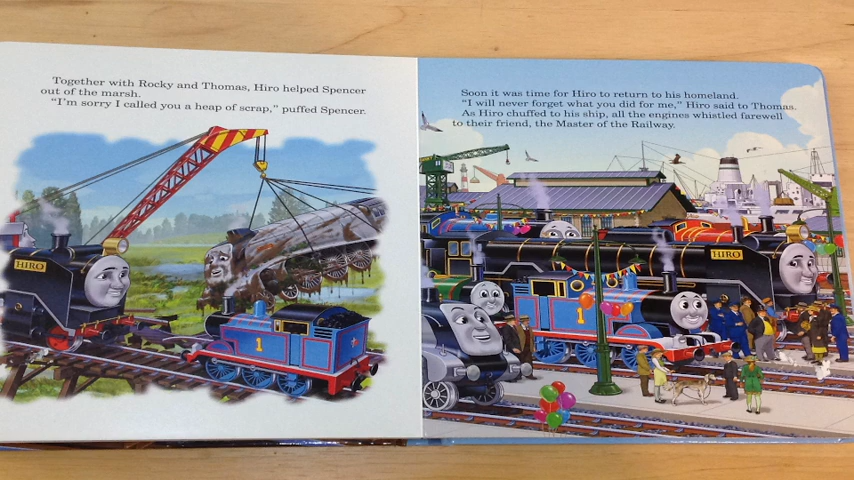 Together with Rocky and Thomas, Hiro helped Spencer
out of the marsh.
"I'm sorry I called you a heap of scrap," puffed Spencer.
HIRO
1
Soon it was time for Hiro to return to his homeland.
"I will never forget what you did for me," Hiro said to Thomas.
As Hiro chuffed to his ship, all the engines whistled farewell
to their friend, the Master of the Railway.
HIRO
1